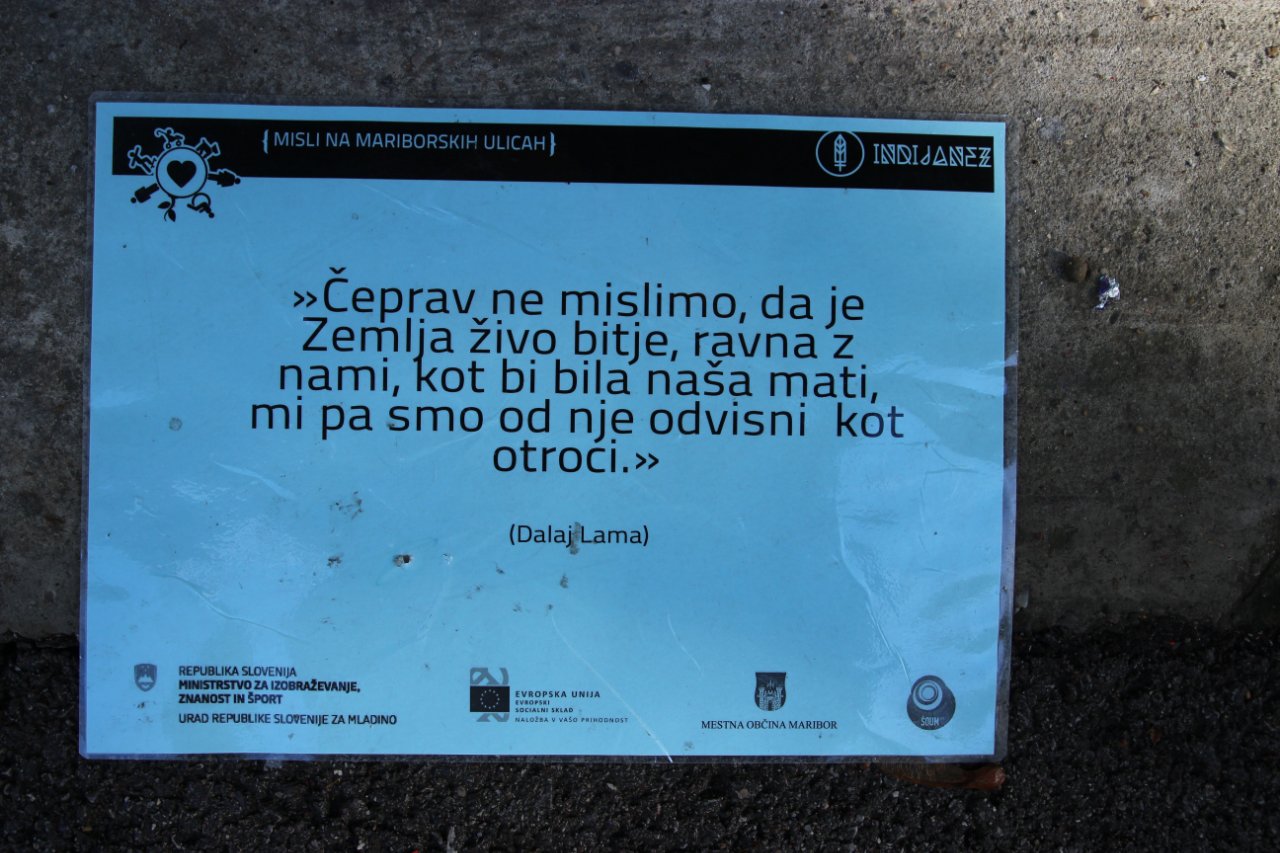 {MISLI NA MARIBORSKIH ULICAH}
INDIJANEZ
»Čeprav ne mislimo, da je
Zemlja živo bitje, ravna z
nami, kot bi bila naša mati,
mi pa smo od nje odvisni kot
otroci.»
(Dalaj Lama)
REPUBLIKA SLOVENIJA
MINISTRSTVO ZA IZOBRAŽEVANJE,
ZNANOST IN ŠPORT
URAD REPUBLIKE SLOVENIJE ZA MLADINO
EVROPSKA UNIJA
EVROPSKI
SOCIALNI SKLAD
NALOŽBA V VAŠO PRIHODNOST
MESTNA OBČINA MARIBOR
ŠOUM